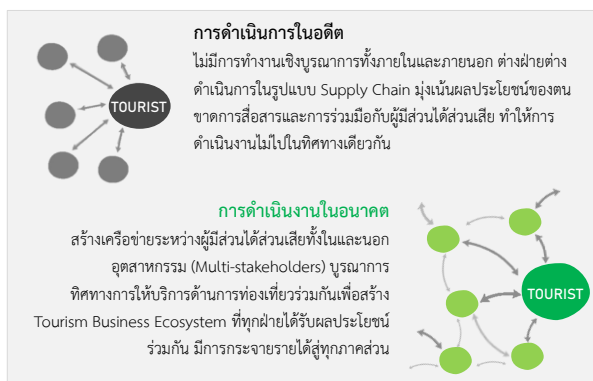 การดำเนินการในอดีต
ไม่มีการทำงานเชิงบูรณาการทั้งภายในและภายนอก ต่างฝ่ายต่าง
ดำเนินการในรูปแบบ Supply Chain มุ่งเน้นผลประโยชน์ของตน
ขาดการสื่อสารและการร่วมมือกับผู้มีส่วนได้ส่วนเสีย ทำให้การ
ดำเนินงานไม่ไปในทิศทางเดียวกัน
TOURIST
การดำเนินงานในอนาคต
สร้างเครือข่ายระหว่างผู้มีส่วนได้ส่วนเสียทั้งในและนอก
อุตสาหกรรม (Multi-stakeholders) บูรณาการ
ทิศทางการให้บริการด้านการท่องเที่ยวร่วมกันเพื่อสร้าง
Tourism Business Ecosystem ที่ทุกฝ่ายได้รับผลประโยชน์
ร่วมกัน มีการกระจายรายได้สู่ทุกภาคส่วน
TOURIST